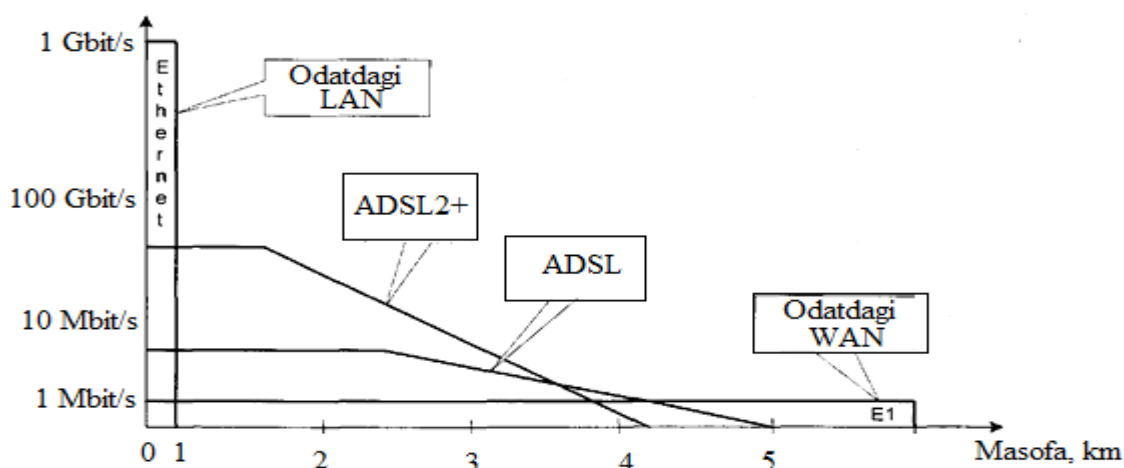 1 Gbit/s
Ethernet
Odatdagi
LAN
100 Gbit/s
ADSL2+
ADSL
10 Mbit/s
Odatdagi
WAN
1 Mbit/s
E1
0 1 2 3 4 5 Masofa, km